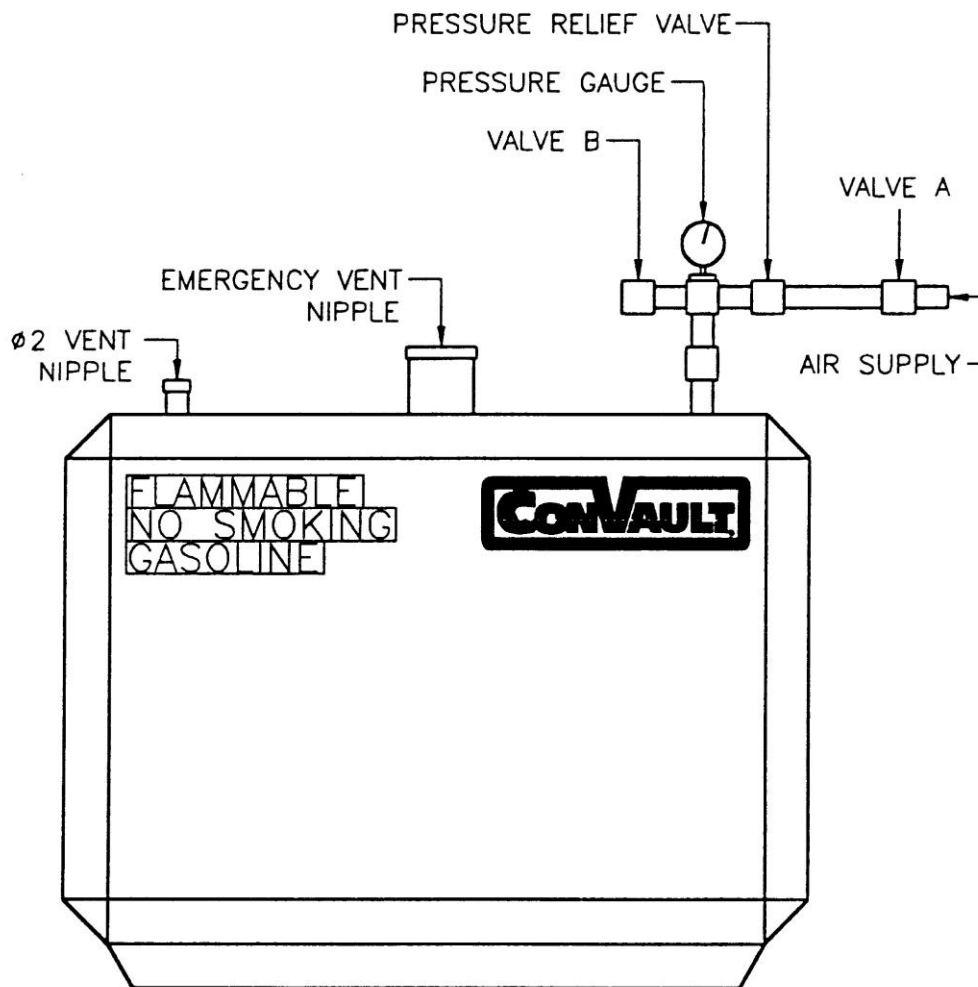 PRESSURE RELIEF VALVE
PRESSURE GAUGE
VALVE B
VALVE A
EMERGENCY VENT
NIPPLE
ø2 VENT
NIPPLE
AIR SUPPLY
FLAMMABLE
NO SMOKING
GASOLINE
CONVAULT